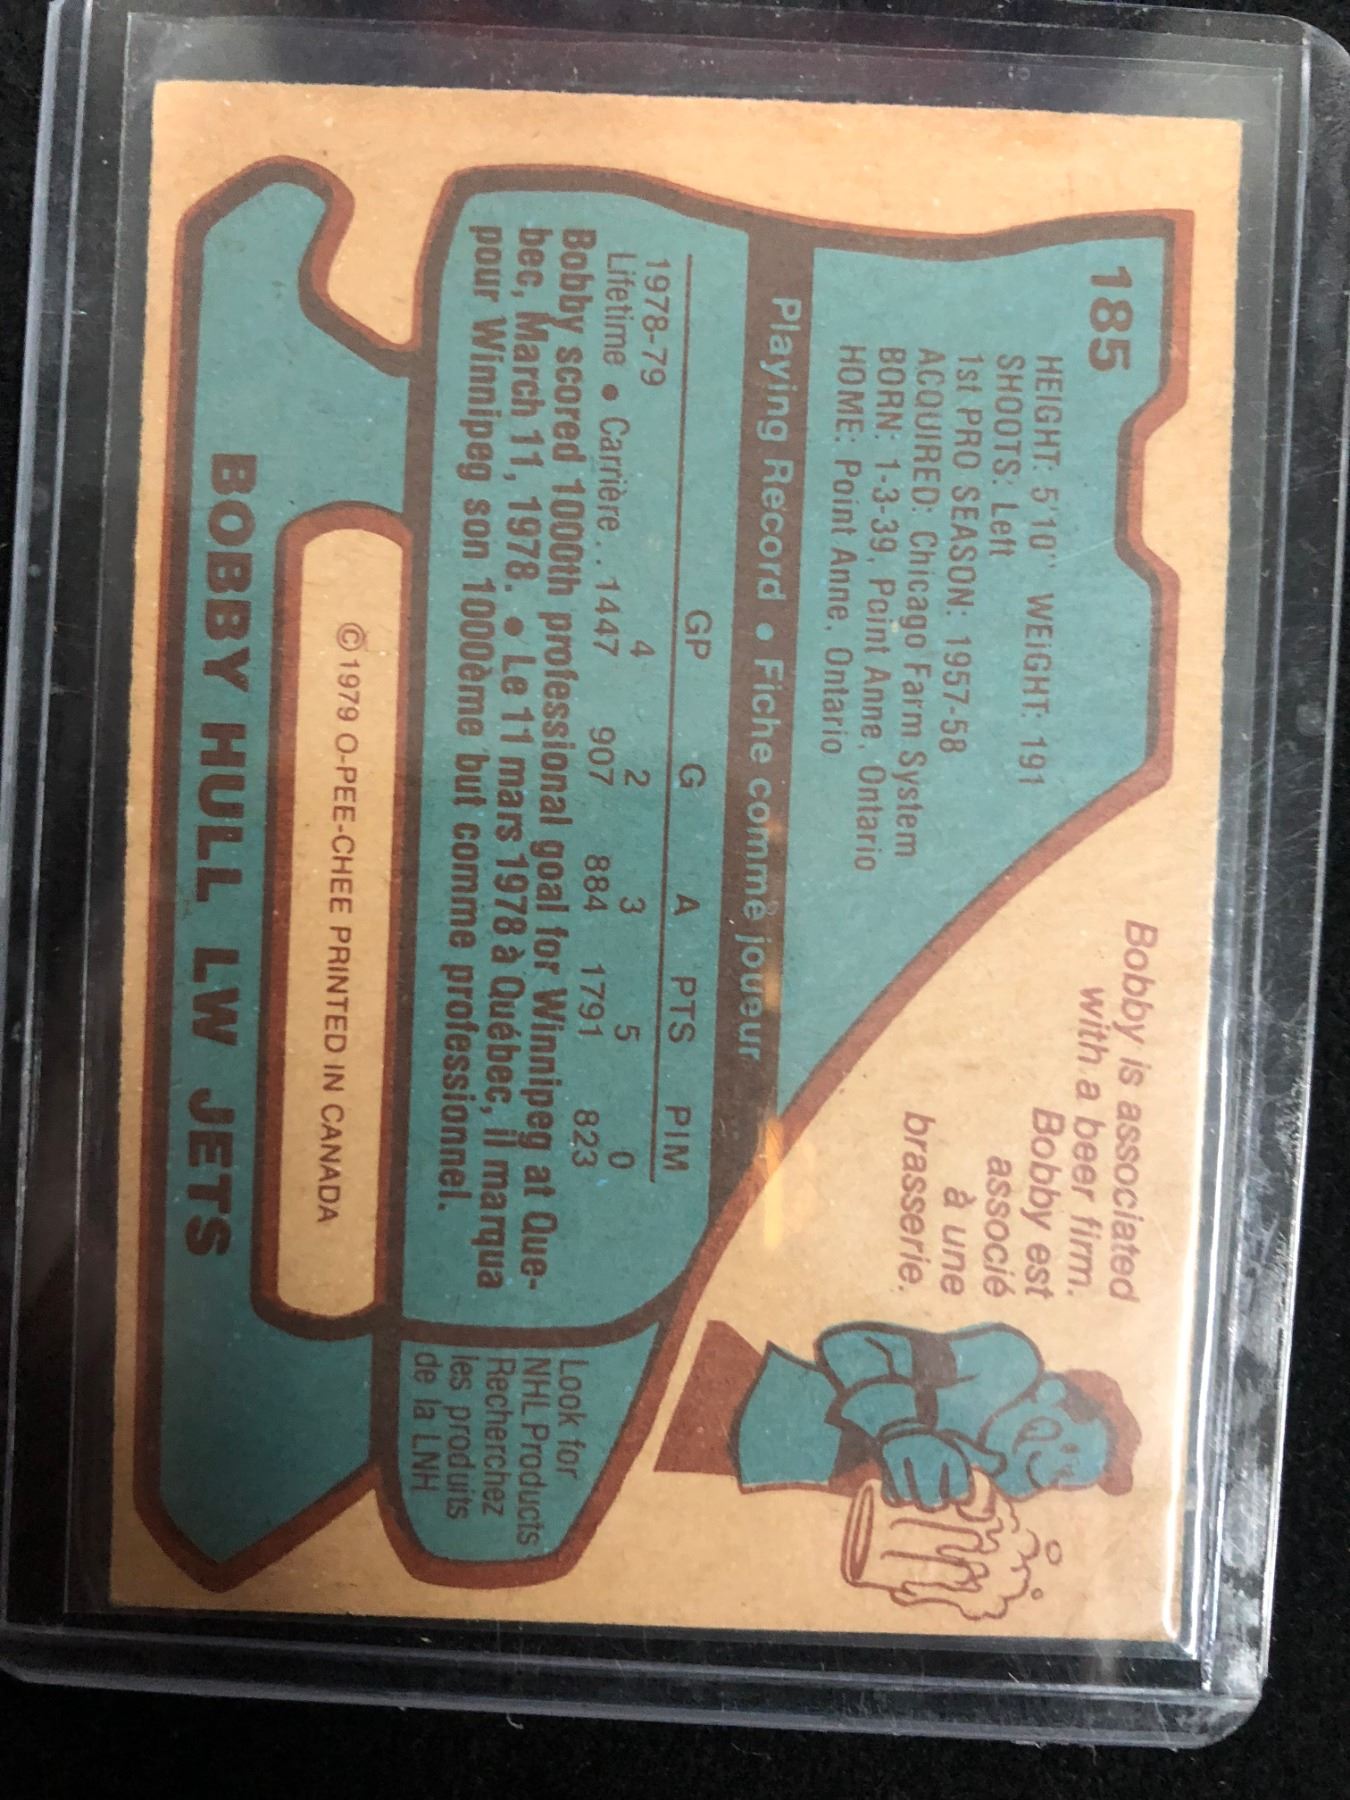 185
HEIGHT: 5'10" WEiGHT: 191
SHOOTS: Left
1st PRO SEASON: 1957-58
ACQUIRED: Chicago Farm System
BORN: 1-3-39, Point Anne, Ontario
HOME: Point Anne, Ontario
Bobby is associated
with a beer firm.
Bobby est
associé
à une
brasserie.
Playing Record • Fiche comme joueur
GP G A PTS PIM
1978-79 4 2 3 5 0
Lifetime • Carrière.. 1447 907 884 1791 823
Bobby scored 1000th professional goal for Winnipeg at Que-
bec, March 11, 1978. • Le 11 mars 1978 à Québec, il marqua
pour Winnipeg son 1000ème but comme professionnel.
Look for
NHL Products
Recherchez
les produits
de la LNH
© 1979 O-PEE-CHEE PRINTED IN CANADA
BOBBY HULL LW JETS